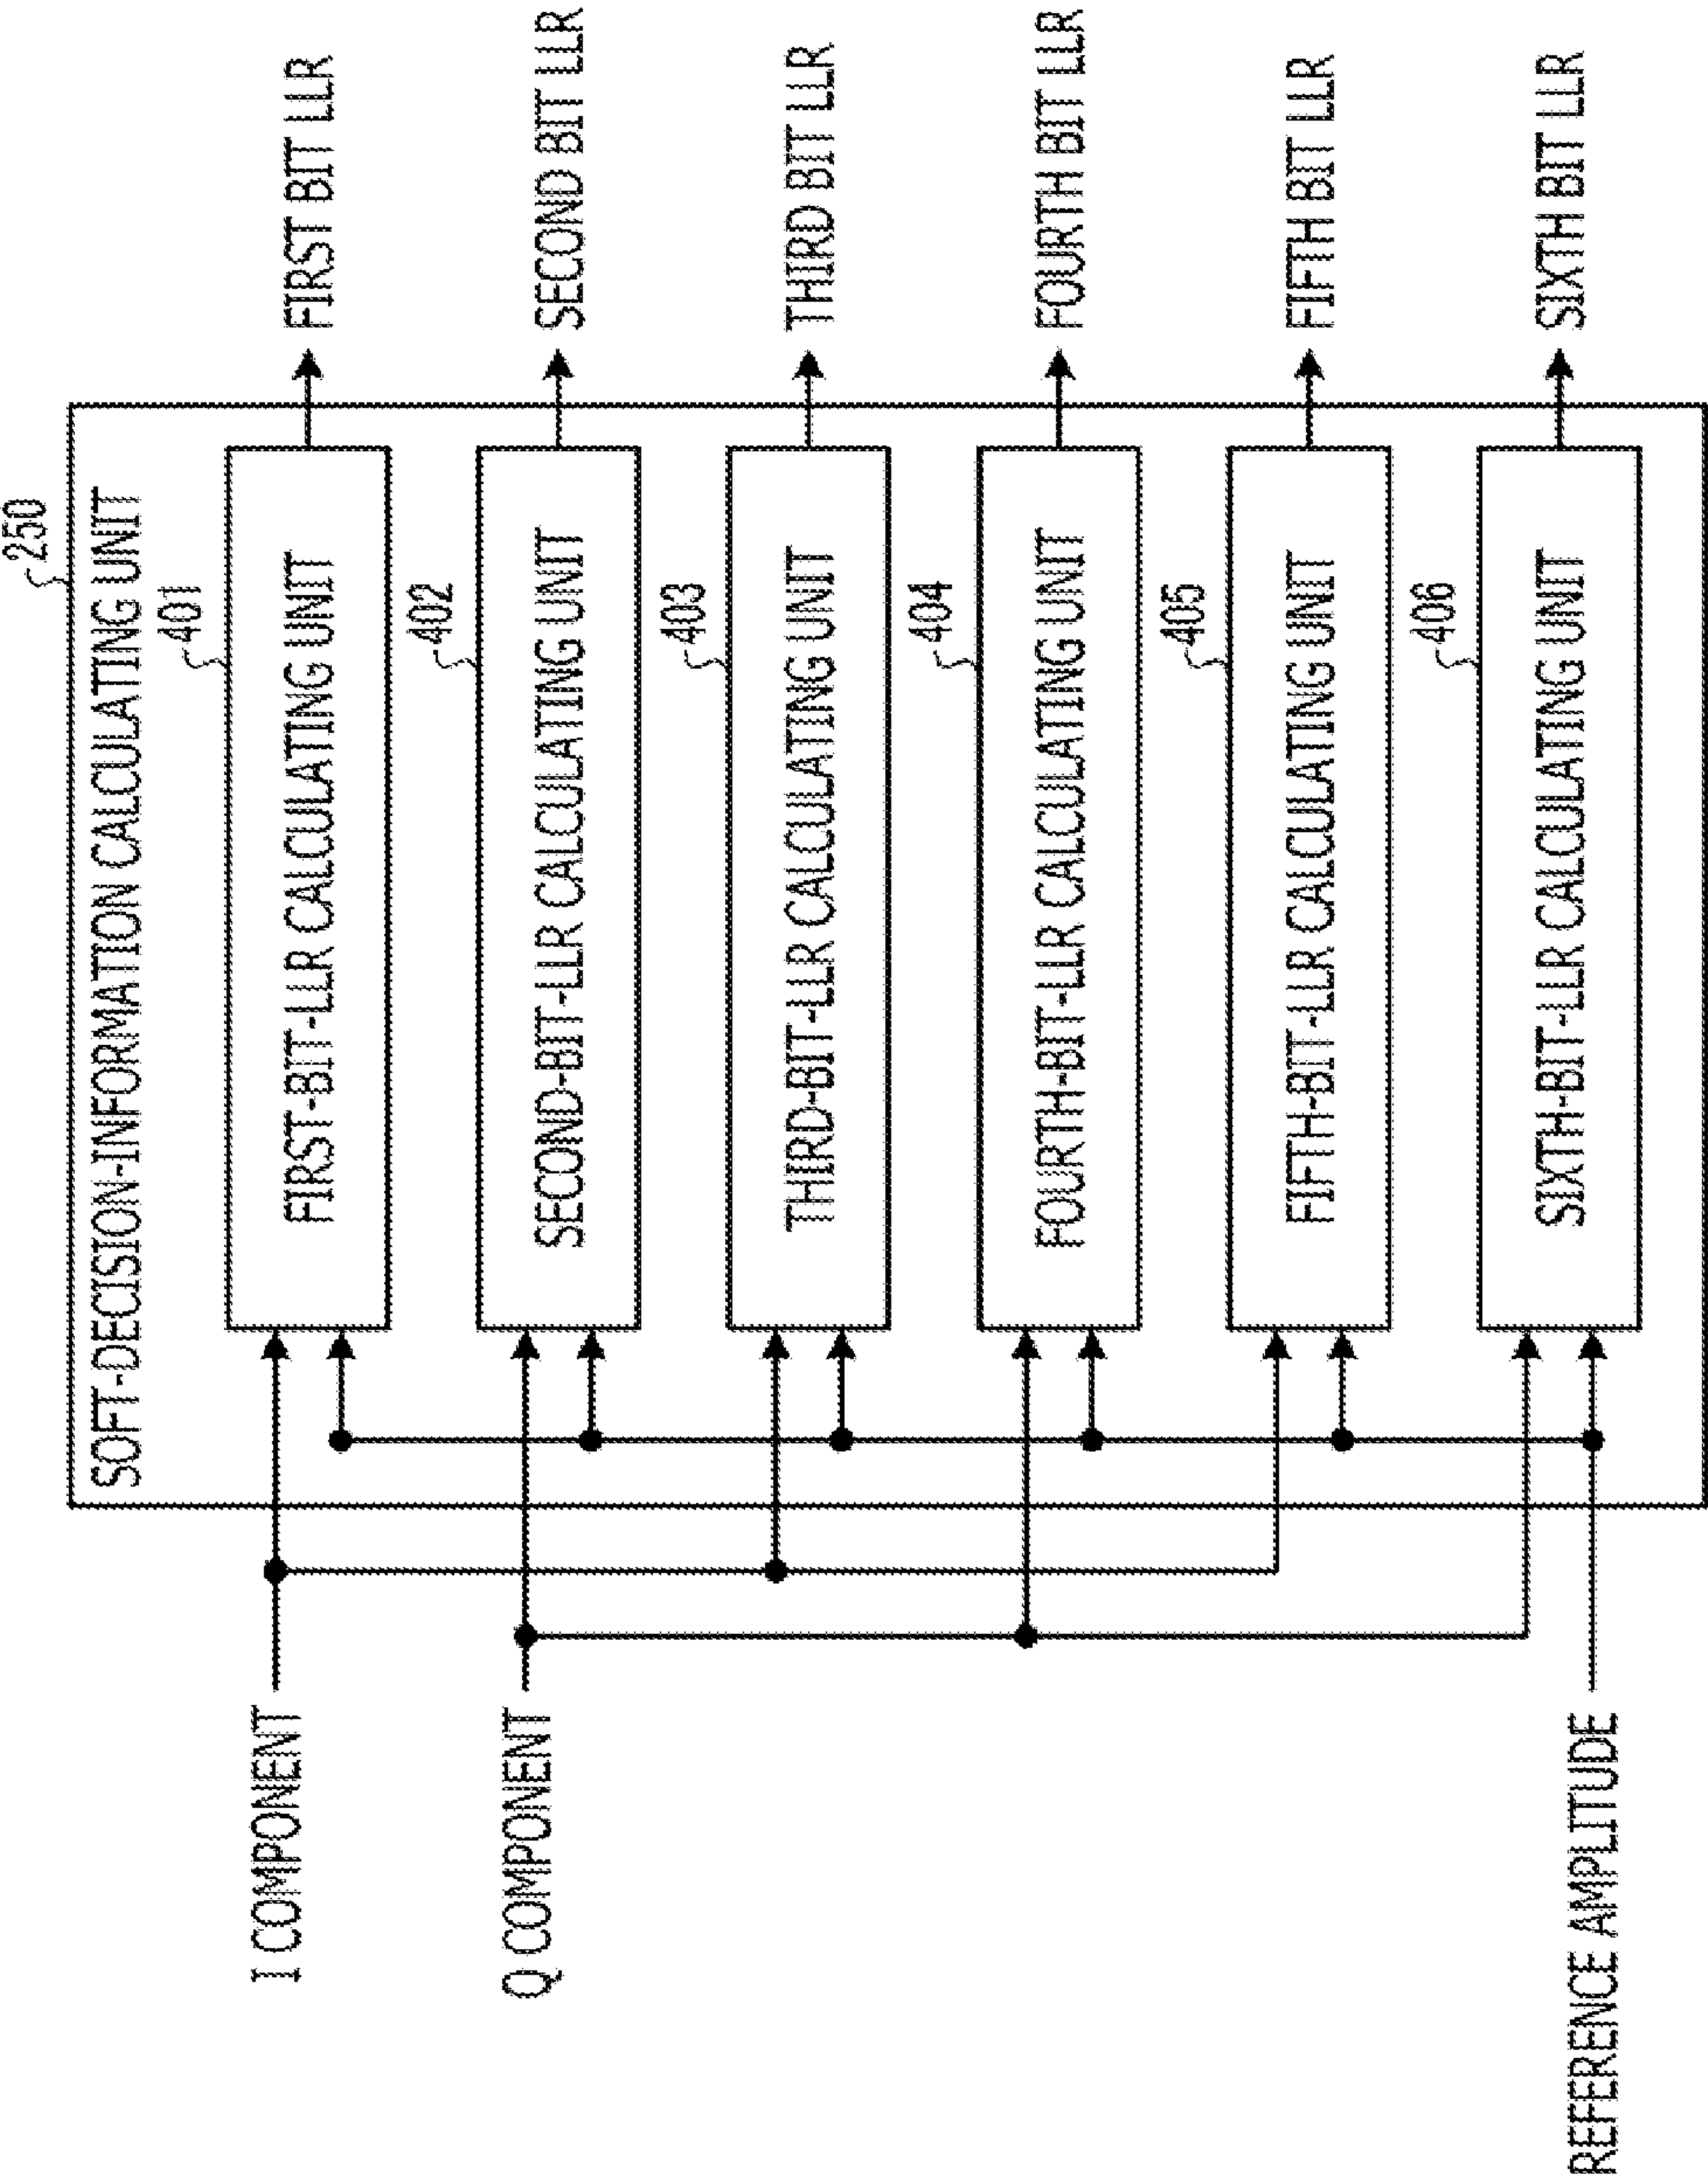 250
SOFT-DECISION-INFORMATION CALCULATING UNIT
401
I COMPONENT
FIRST-BIT-LLR CALCULATING UNIT
FIRST BIT LLR
402
Q COMPONENT
SECOND-BIT-LLR CALCULATING UNIT
SECOND BIT LLR
403
THIRD-BIT-LLR CALCULATING UNIT
THIRD BIT LLR
404
FOURTH-BIT-LLR CALCULATING UNIT
FOURTH BIT LLR
405
FIFTH-BIT-LLR CALCULATING UNIT
FIFTH BIT LLR
406
SIXTH-BIT-LLR CALCULATING UNIT
SIXTH BIT LLR
REFERENCE AMPLITUDE